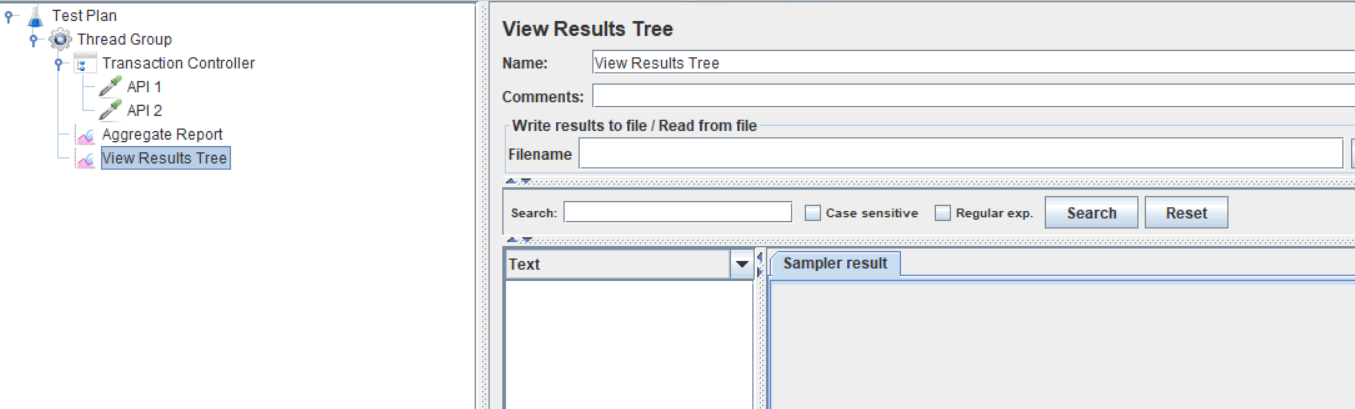 Test Plan
Thread Group
Transaction Controller
API 1
API 2
Aggregate Report
View Results Tree
View Results Tree
Name: View Results Tree
Comments:
Write results to file / Read from file
Filename
Search: Case sensitive Regular exp. Search Reset
Text Sampler result